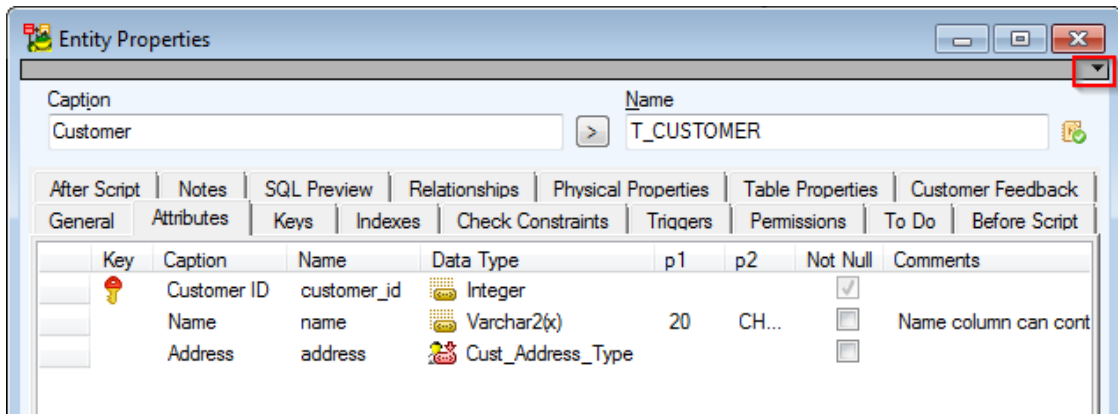 Entity Properties
Caption Name
Customer > T_CUSTOMER
After Script Notes SQL Preview Relationships Physical Properties Table Properties Customer Feedback
General Attributes Keys Indexes Check Constraints Triggers Permissions To Do Before Script
Key Caption Name Data Type p1 p2 Not Null Comments
Customer ID customer_id Integer
Name name Varchar2(x) 20 CH... Name column can cont
Address address Cust_Address_Type